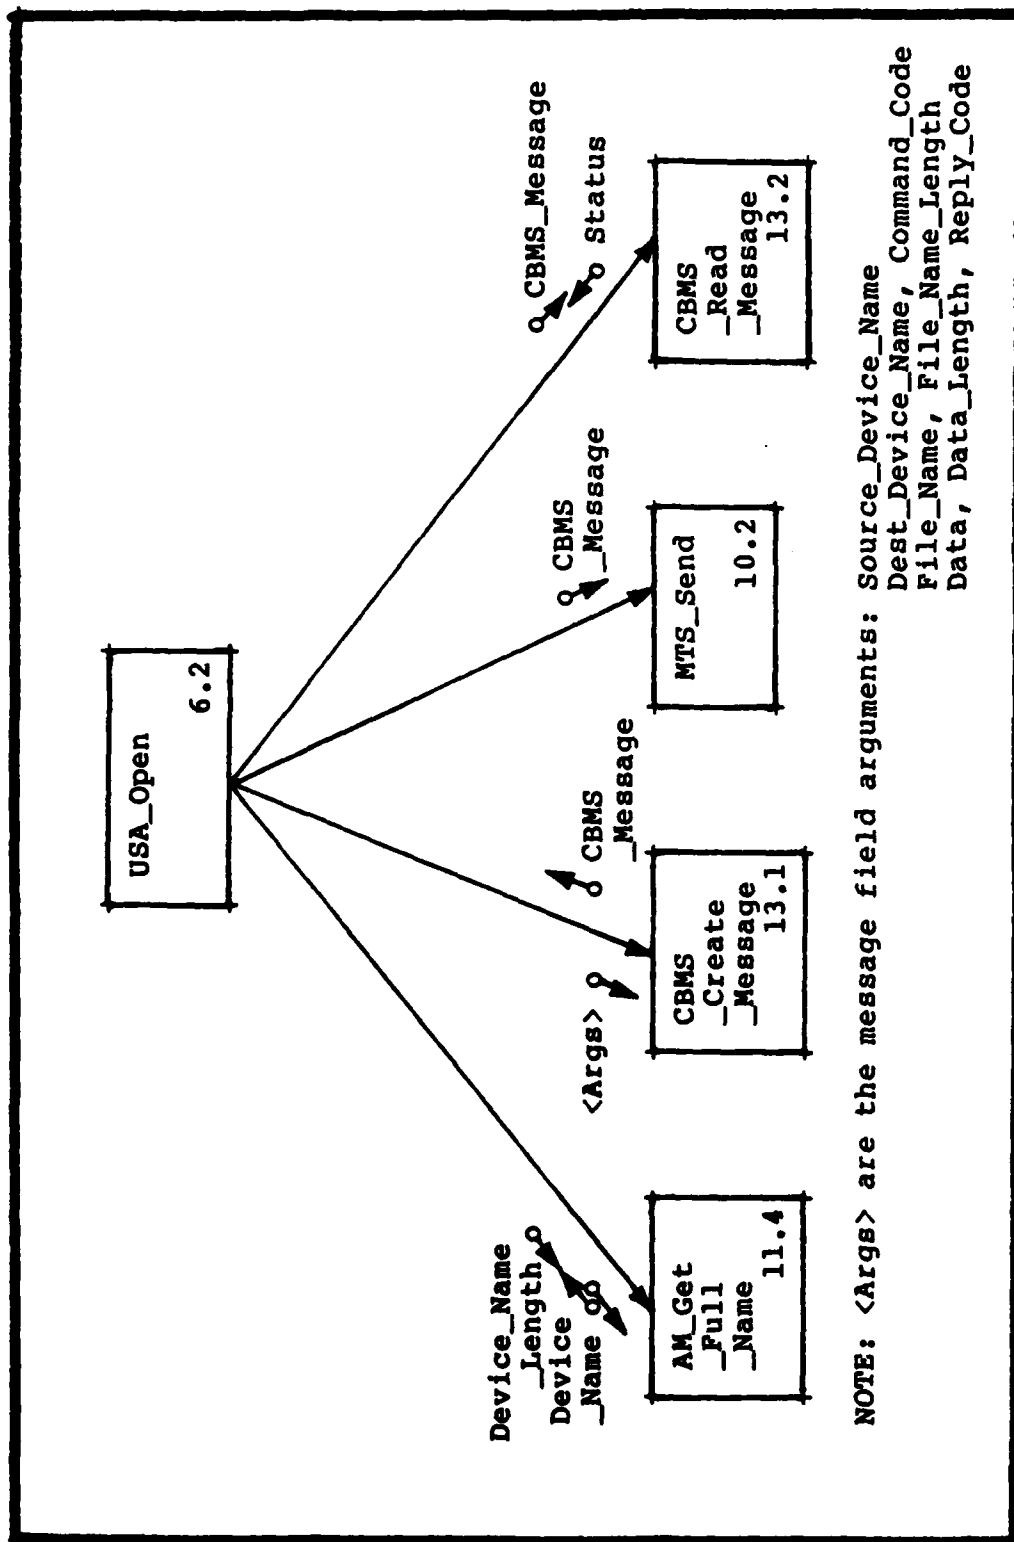 USA_Open
6.2
Device_Name
_Length
Device
_Name
<Args>
CBMS
_Message
CBMS
_Message
CBMS_Message
Status
AM_Get
_Full
_Name
11.4
CBMS
_Create
_Message
13.1
MTS_Send
10.2
CBMS
_Read
_Message
13.2
NOTE: <Args> are the message field arguments: Source_Device_Name
Dest_Device_Name, Command_Code
File_Name, File_Name_Length
Data, Data_Length, Reply_Code